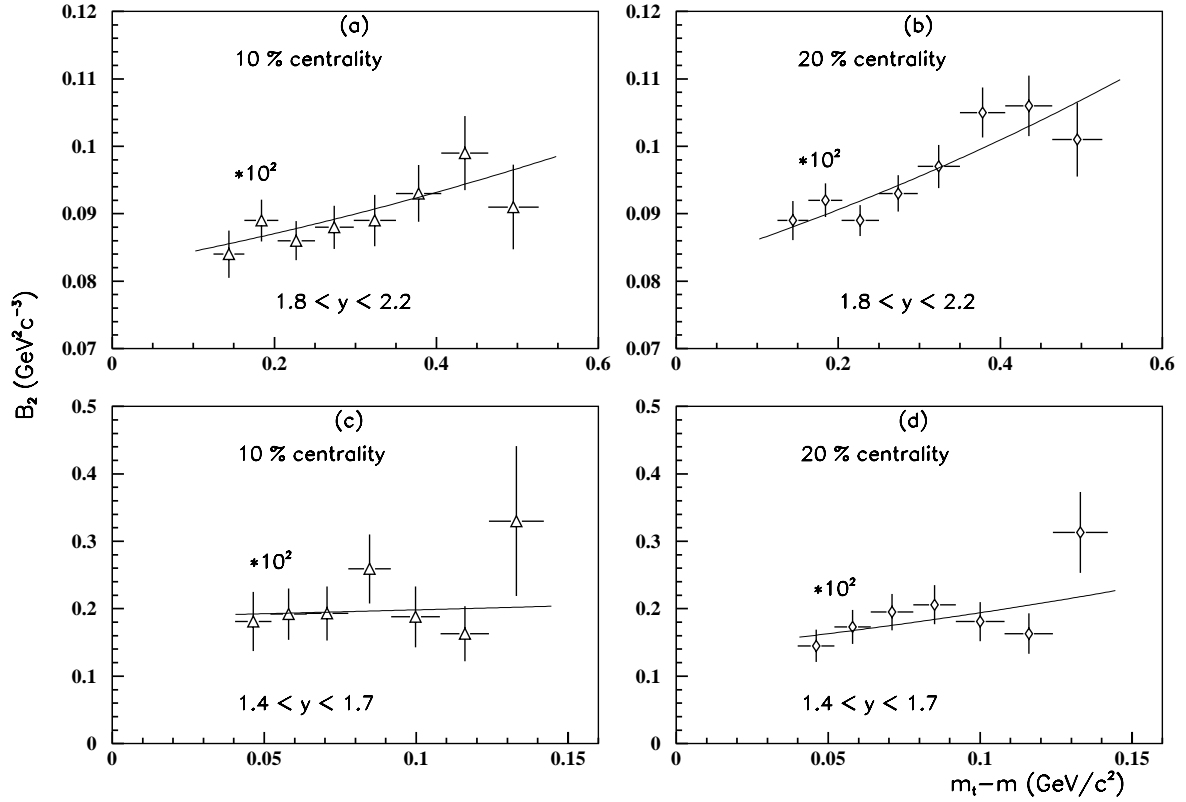 (a)
10 % centrality
*10²
1.8 < y < 2.2
0.12
0.11
0.1
0.09
0.08
0.07
0 0.2 0.4 0.6
(b)
20 % centrality
*10²
1.8 < y < 2.2
0.12
0.11
0.1
0.09
0.08
0.07
0 0.2 0.4 0.6
B₂ (GeV²c⁻³)
(c)
10 % centrality
*10²
1.4 < y < 1.7
0.5
0.4
0.3
0.2
0.1
0
0 0.05 0.1 0.15
(d)
20 % centrality
*10²
1.4 < y < 1.7
0.5
0.4
0.3
0.2
0.1
0
0 0.05 0.1 0.15
mₜ−m (GeV/c²)